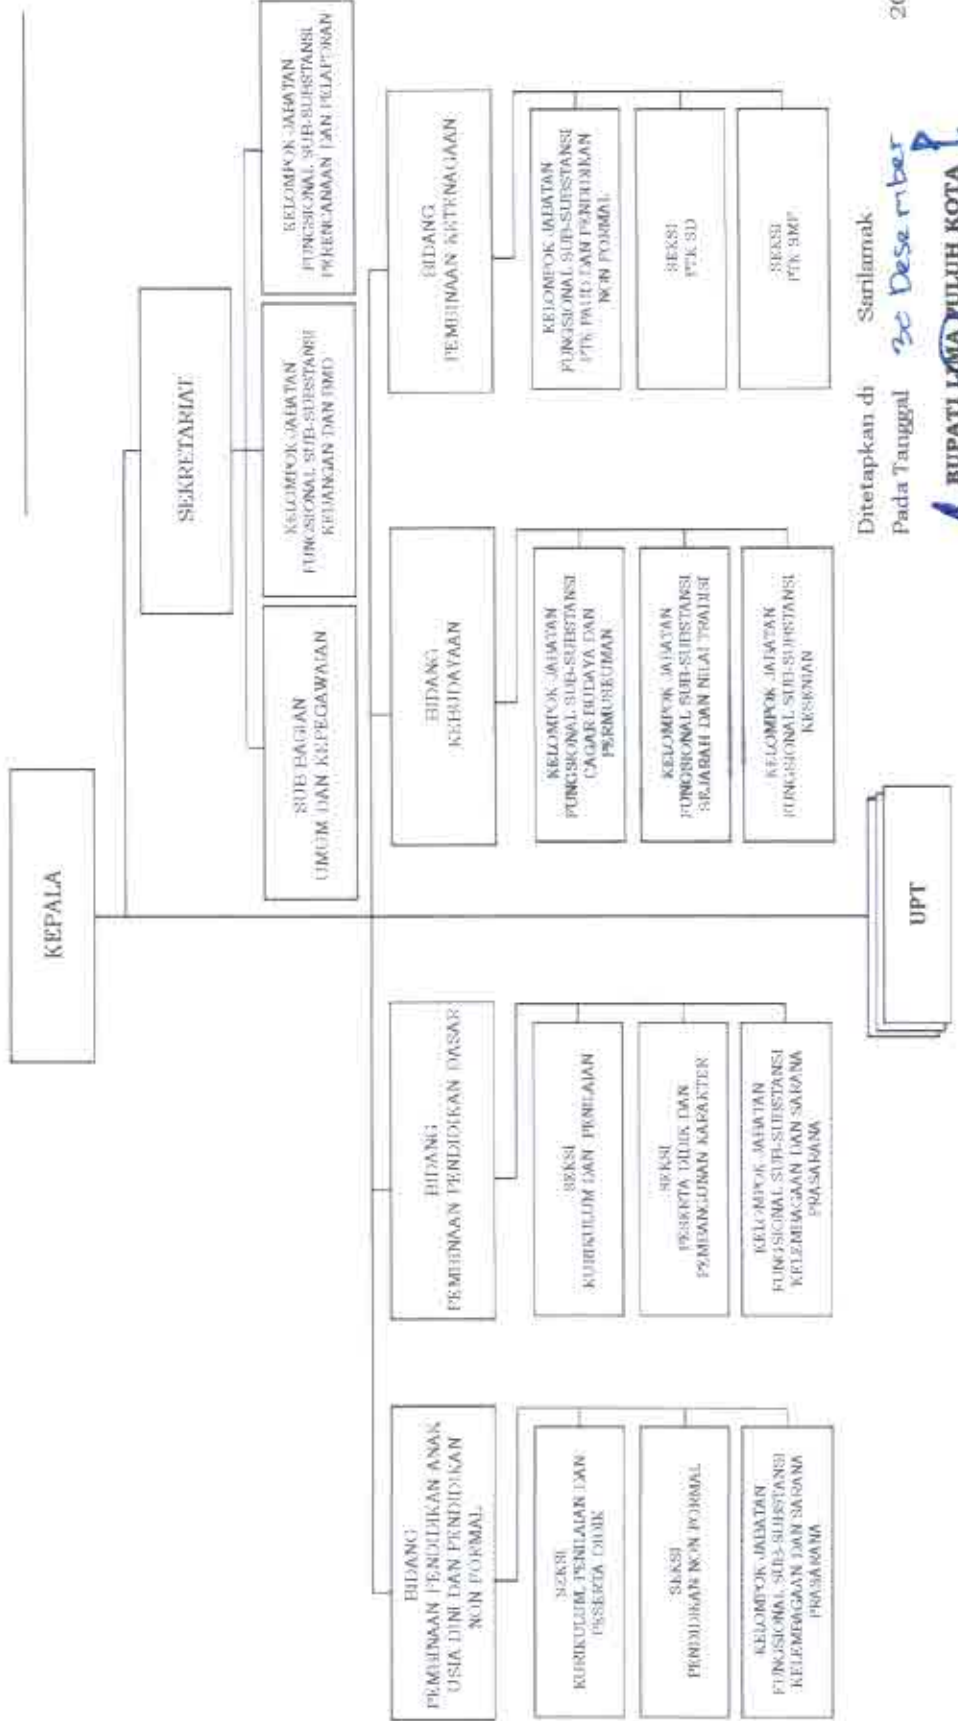 KEPALA
SEKRETARIAT
SUB BAGIAN
UMUM DAN KEPEGAWAIAN
KELOMPOK JABATAN
FUNGSIONAL SUB-SUBSTANSI
KEUANGAN DAN BMD
KELOMPOK JABATAN
FUNGSIONAL SUB-SUBSTANSI
PERENCANAAN DAN PELAPORAN
BIDANG
PEMBINAAN PENDIDIKAN ANAK
USIA DINI DAN PENDIDIKAN
NON FORMAL
SEKSI
KURIKULUM, PENILAIAN DAN
PESERTA DIDIK
SEKSI
PENDIDIKAN NON FORMAL
KELOMPOK JABATAN
FUNGSIONAL SUB-SUBSTANSI
KELEMBAGAAN DAN SARANA
PRASARANA
BIDANG
PEMBINAAN PENDIDIKAN DASAR
SEKSI
KURIKULUM DAN PENILAIAN
SEKSI
PESERTA DIDIK DAN
PEMBANGUNAN KARAKTER
KELOMPOK JABATAN
FUNGSIONAL SUB-SUBSTANSI
KELEMBAGAAN DAN SARANA
PRASARANA
BIDANG
KEBUDAYAAN
KELOMPOK JABATAN
FUNGSIONAL SUB-SUBSTANSI
CAGAR BUDAYA DAN
PERMUSEUMAN
KELOMPOK JABATAN
FUNGSIONAL SUB-SUBSTANSI
SEJARAH DAN NILAI TRADISI
KELOMPOK JABATAN
FUNGSIONAL SUB-SUBSTANSI
KESENIAN
BIDANG
PEMBINAAN KETENAGAAN
KELOMPOK JABATAN
FUNGSIONAL SUB-SUBSTANSI
PTK PAUD DAN PENDIDIKAN
NON FORMAL
SEKSI
PTK SD
SEKSI
PTK SMP
UPT
Ditetapkan di Sarilamak
Pada Tanggal 30 Desember 20
BUPATI LIMA PULUH KOTA